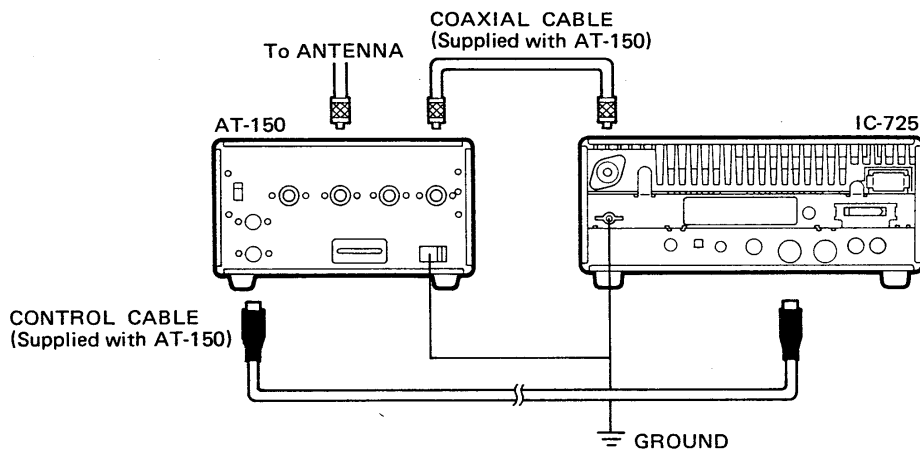 COAXIAL CABLE
(Supplied with AT-150)
To ANTENNA
AT-150
IC-725
CONTROL CABLE
(Supplied with AT-150)
GROUND